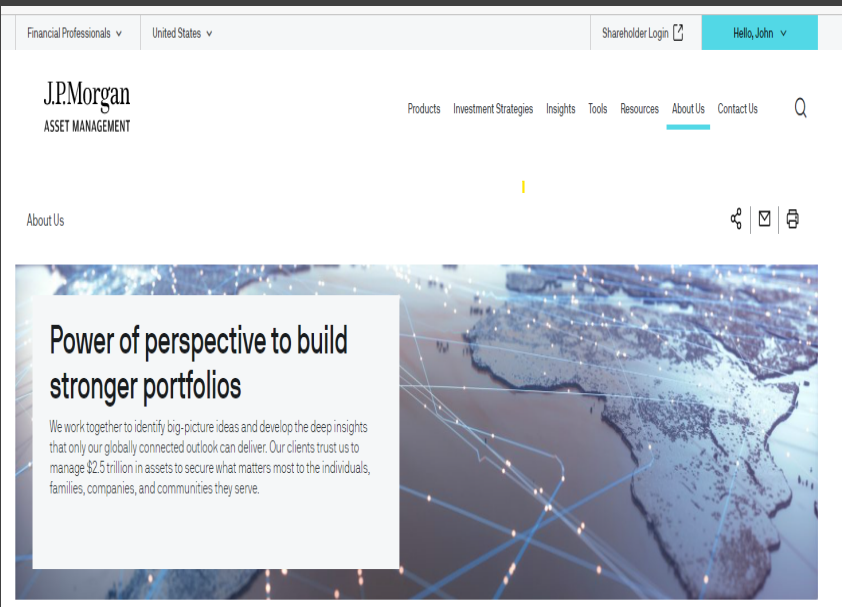 Financial Professionals
United States
Shareholder Login
Hello, John
J.P.Morgan
ASSET MANAGEMENT
Products
Investment Strategies
Insights
Tools
Resources
About Us
Contact Us
About Us
Power of perspective to build
stronger portfolios
We work together to identify big-picture ideas and develop the deep insights
that only our globally connected outlook can deliver. Our clients trust us to
manage $2.5 trillion in assets to secure what matters most to the individuals,
families, companies, and communities they serve.